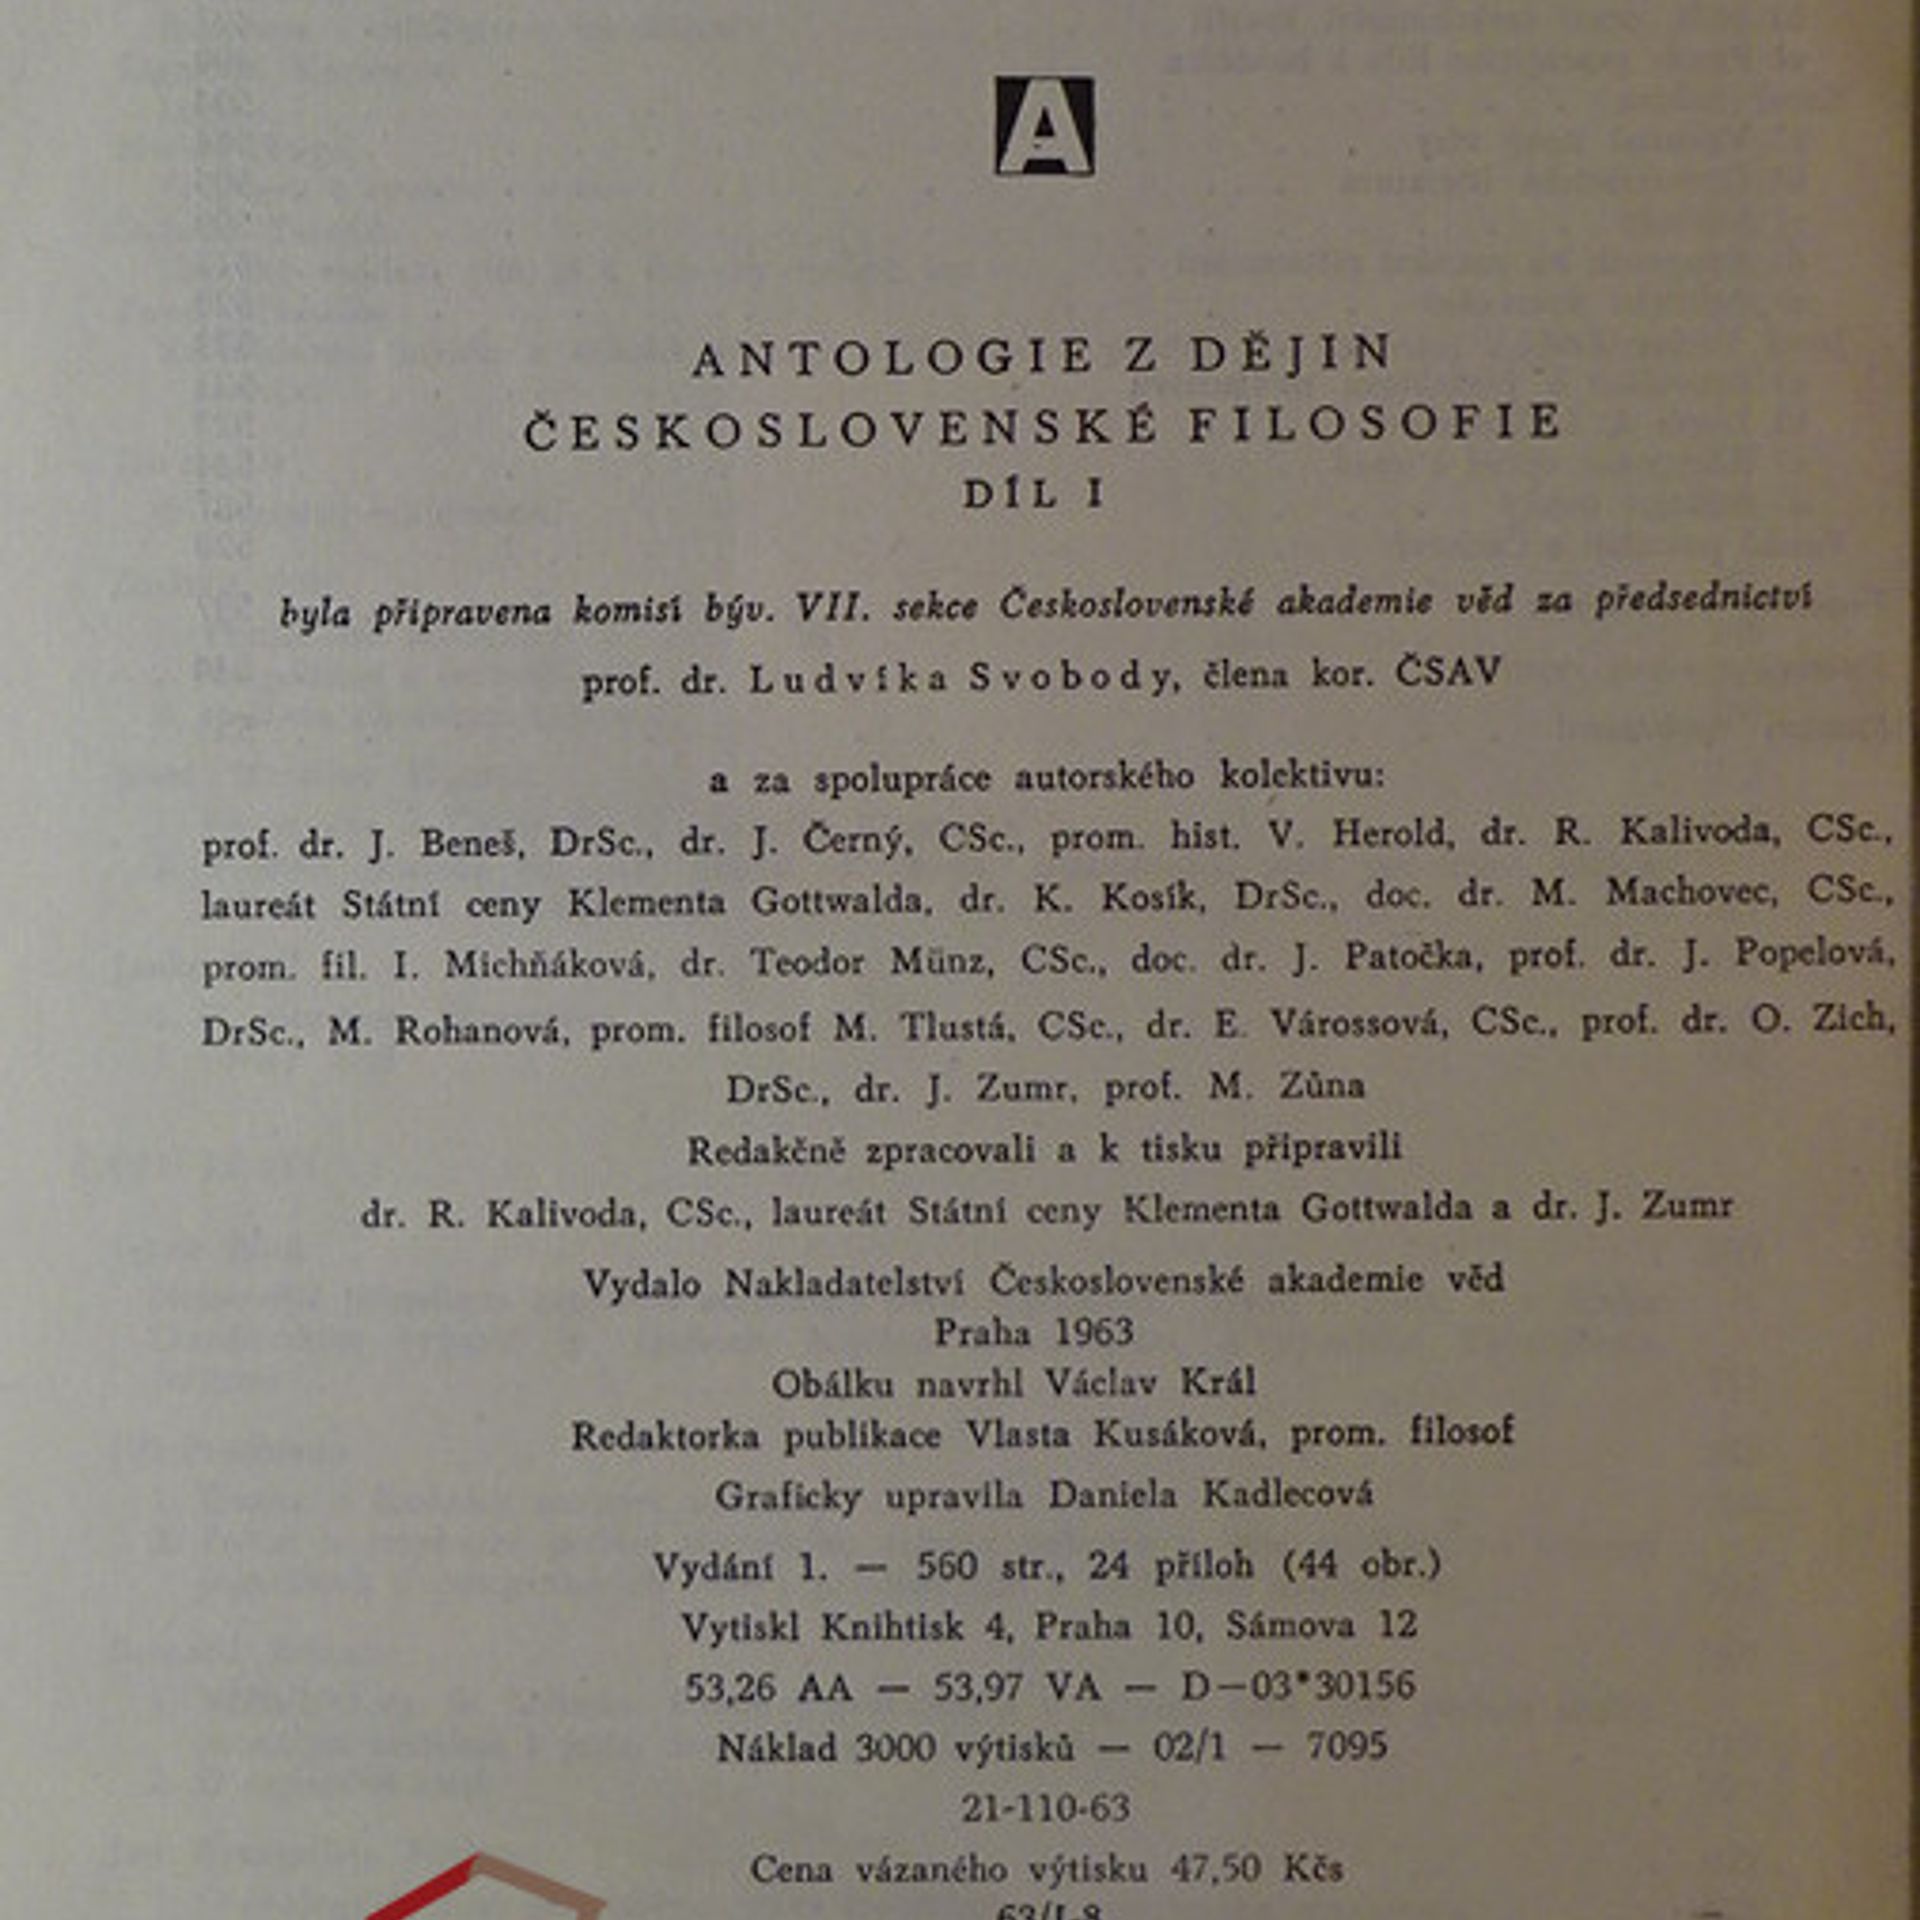 A
ANTOLOGIE Z DĚJIN
ČESKOSLOVENSKÉ FILOSOFIE
DÍL I
byla připravena komisí býv. VII. sekce Československé akademie věd za předsednictví
prof. dr. Ludvíka Svobody, člena kor. ČSAV
a za spolupráce autorského kolektivu:
prof. dr. J. Beneš, DrSc., dr. J. Černý, CSc., prom. hist. V. Herold, dr. R. Kalivoda, CSc.,
laureát Státní ceny Klementa Gottwalda, dr. K. Kosík, DrSc., doc. dr. M. Machovec, CSc.,
prom. fil. I. Michňáková, dr. Teodor Münz, CSc., doc. dr. J. Patočka, prof. dr. J. Popelová,
DrSc., M. Rohanová, prom. filosof M. Tlustá, CSc., dr. E. Várossová, CSc., prof. dr. O. Zich,
DrSc., dr. J. Zumr, prof. M. Zůna
Redakčně zpracovali a k tisku připravili
dr. R. Kalivoda, CSc., laureát Státní ceny Klementa Gottwalda a dr. J. Zumr
Vydalo Nakladatelství Československé akademie věd
Praha 1963
Obálku navrhl Václav Král
Redaktorka publikace Vlasta Kusáková, prom. filosof
Graficky upravila Daniela Kadlecová
Vydání 1. — 560 str., 24 příloh (44 obr.)
Vytiskl Knihtisk 4, Praha 10, Sámova 12
53,26 AA — 53,97 VA — D—03*30156
Náklad 3000 výtisků — 02/1 — 7095
21-110-63
Cena vázaného výtisku 47,50 Kčs
63/I-8